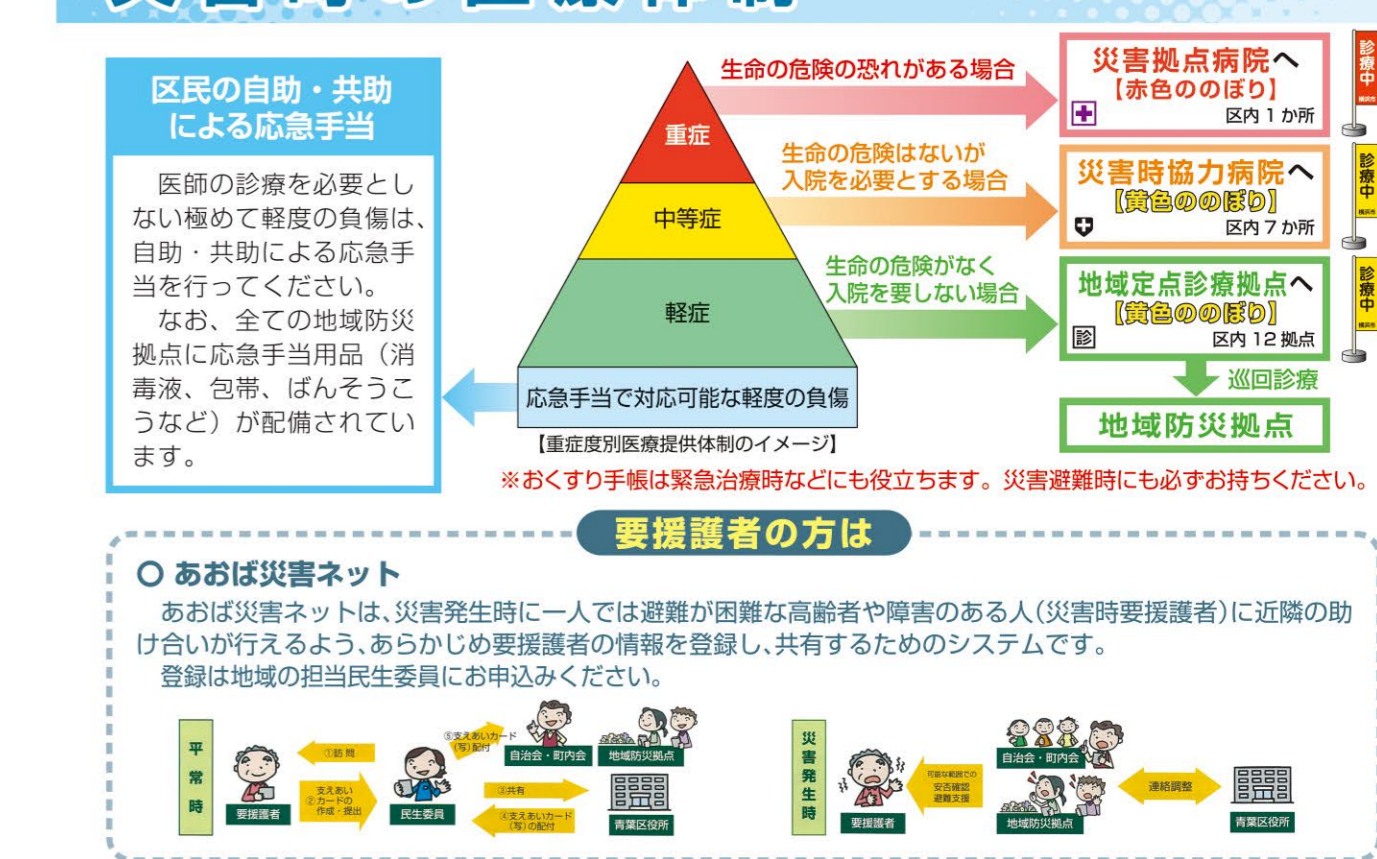 災害時の医療体制
区民の自助・共助
による応急手当
医師の診療を必要とし
ない極めて軽度の負傷は、
自助・共助による応急手
当を行ってください。
なお、全ての地域防災
拠点に応急手当用品（消
毒液、包帯、ばんそうこ
うなど）が配備されてい
ます。
重症
中等症
軽症
応急手当で対応可能な軽度の負傷
【重症度別医療提供体制のイメージ】
生命の危険の恐れがある場合
災害拠点病院へ
【赤色ののぼり】
区内 1 か所
診療中
横浜市
生命の危険はないが
入院を必要とする場合
災害時協力病院へ
【黄色ののぼり】
区内 7 か所
診療中
横浜市
生命の危険がなく
入院を要しない場合
地域定点診療拠点へ
【黄色ののぼり】
診
区内 12 拠点
診療中
横浜市
巡回診療
地域防災拠点
※おくすり手帳は緊急治療時などにも役立ちます。災害避難時にも必ずお持ちください。
要援護者の方は
〇 あおば災害ネット
あおば災害ネットは、災害発生時に一人では避難が困難な高齢者や障害のある人（災害時要援護者）に近隣の助
け合いが行えるよう、あらかじめ要援護者の情報を登録し、共有するためのシステムです。
登録は地域の担当民生委員にお申込みください。
平常時
要援護者
①訪問
支えあい
②カードの
作成・提出
民生委員
⑤支えあいカード
（写）配付
自治会・町内会
地域防災拠点
③共有
④支えあいカード
（写）の配付
青葉区役所
災害発生時
要援護者
可能な範囲での
安否確認
避難支援
自治会・町内会
地域防災拠点
連絡調整
青葉区役所